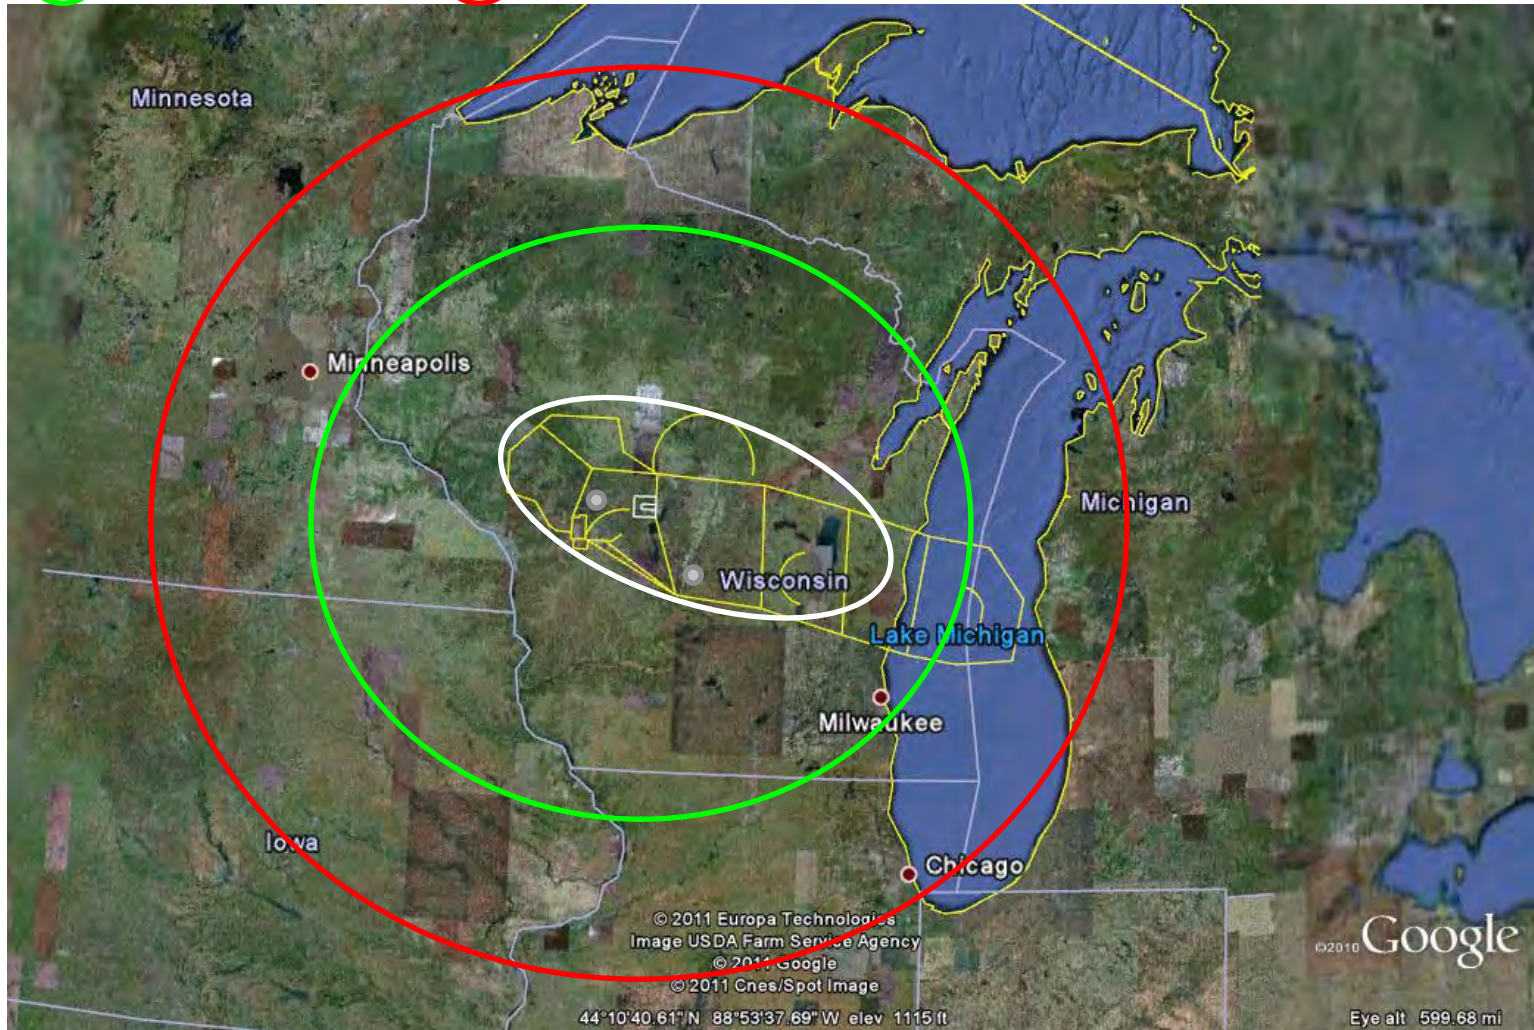 Minnesota
Minneapolis
Michigan
Wisconsin
Lake Michigan
Milwaukee
Iowa
Chicago
© 2011 Europa Technologies
Image USDA Farm Service Agency
© 2011 Google
© 2011 Cnes/Spot Image
©2010 Google
44°10'40.61" N 88°53'37.69" W elev 1115 ft
Eye alt 599.68 mi